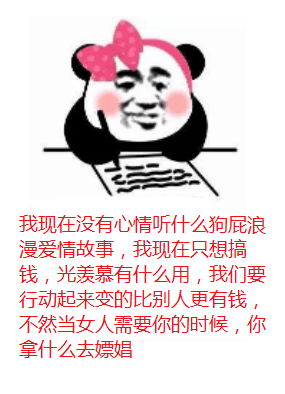 我现在没有心情听什么狗屁浪
漫爱情故事，我现在只想搞
钱，光羡慕有什么用，我们要
行动起来变的比别人更有钱，
不然当女人需要你的时候，你
拿什么去嫖娼